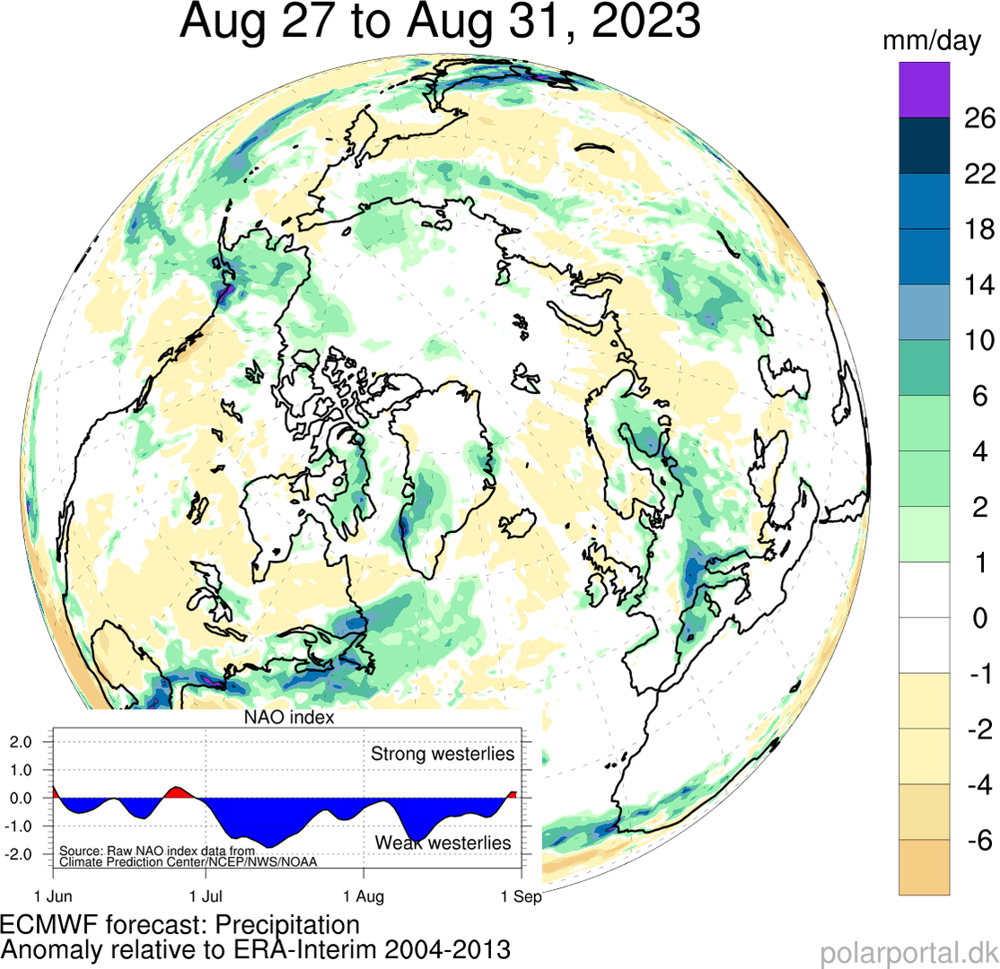 Aug 27 to Aug 31, 2023
mm/day
26
22
18
14
10
6
4
2
1
0
-1
-2
-4
-6
NAO index
2.0
1.0
0.0
-1.0
-2.0
Strong westerlies
Weak westerlies
Source: Raw NAO index data from
Climate Prediction Center/NCEP/NWS/NOAA
1 Jun 1 Jul 1 Aug 1 Sep
ECMWF forecast: Precipitation
Anomaly relative to ERA-Interim 2004-2013
polarportal.dk